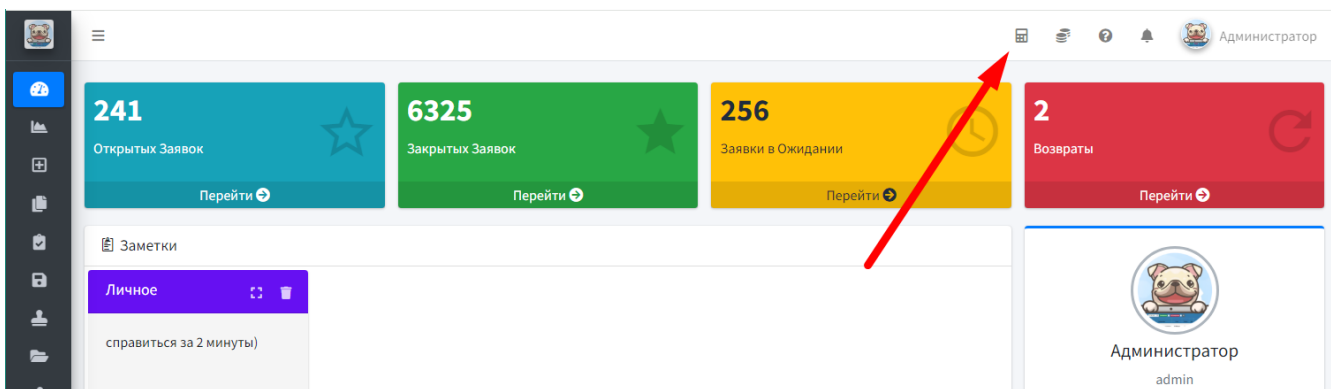 Администратор
241
Открытых Заявок
Перейти
6325
Закрытых Заявок
Перейти
256
Заявки в Ожидании
Перейти
2
Возвраты
Перейти
Заметки
Личное
справиться за 2 минуты)
Администратор
admin